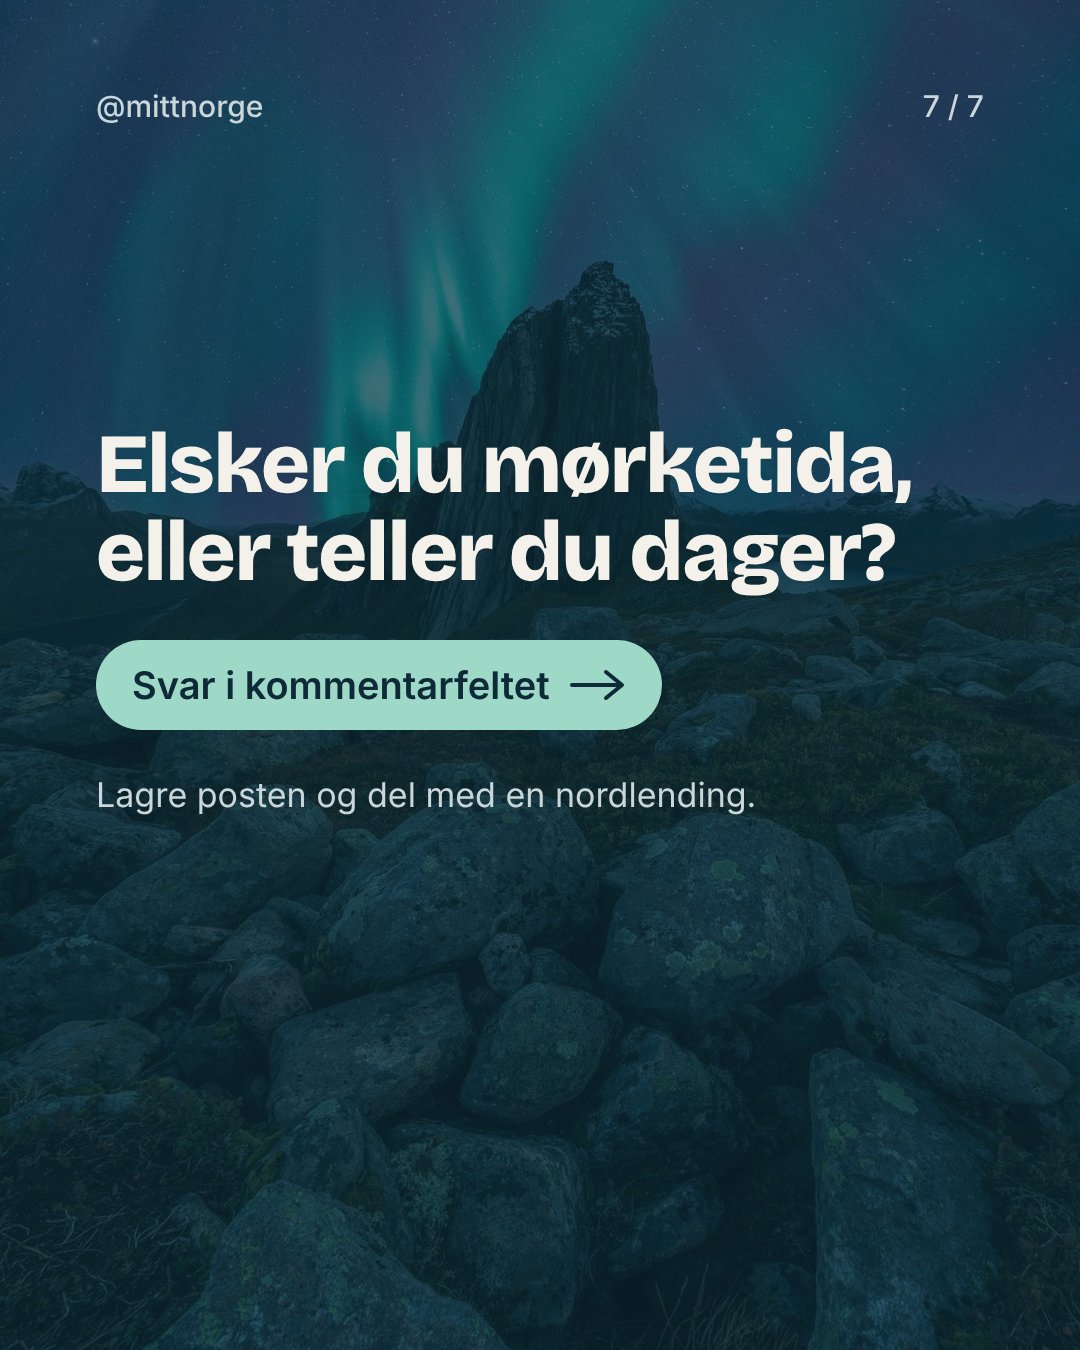 @mittnorge
7 / 7
Elsker du mørketida,
eller teller du dager?
Svar i kommentarfeltet →
Lagre posten og del med en nordlending.